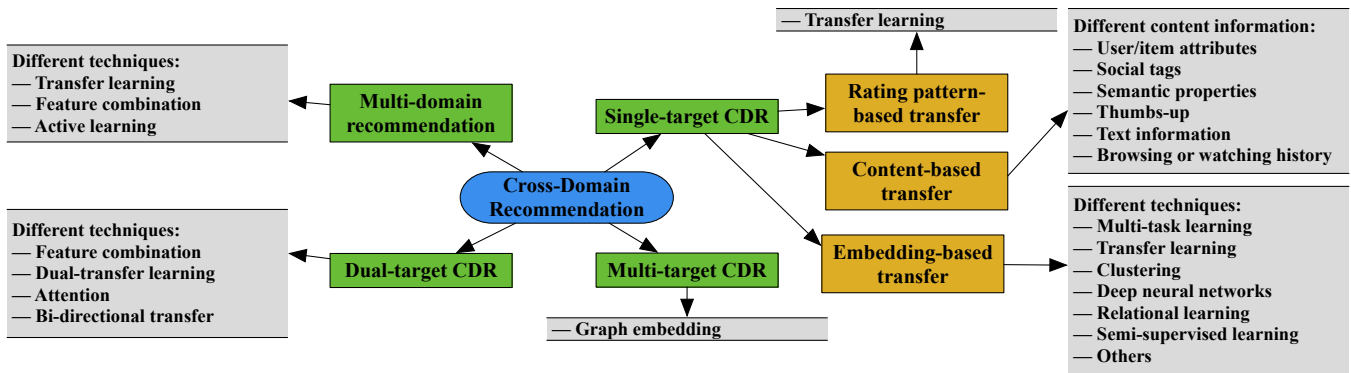 — Transfer learning
Different techniques:
— Transfer learning
— Feature combination
— Active learning
Multi-domain
recommendation
Single-target CDR
Rating pattern-
based transfer
Different content information:
— User/item attributes
— Social tags
— Semantic properties
— Thumbs-up
— Text information
— Browsing or watching history
Content-based
transfer
Cross-Domain
Recommendation
Different techniques:
— Feature combination
— Dual-transfer learning
— Attention
— Bi-directional transfer
Dual-target CDR
Multi-target CDR
Embedding-based
transfer
Different techniques:
— Multi-task learning
— Transfer learning
— Clustering
— Deep neural networks
— Relational learning
— Semi-supervised learning
— Others
— Graph embedding